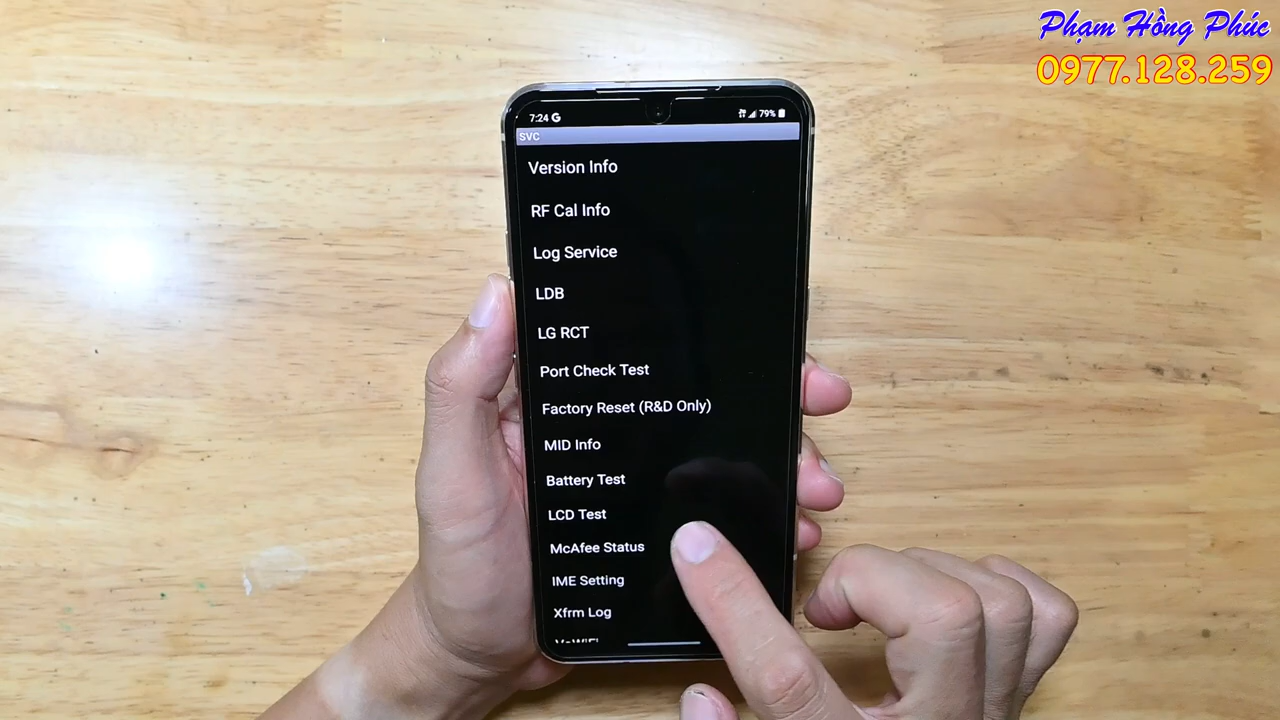 Phạm Hồng Phúc
0977.128.259
7:24 G 79%
SVC
Version Info
RF Cal Info
Log Service
LDB
LG RCT
Port Check Test
Factory Reset (R&D Only)
MID Info
Battery Test
LCD Test
McAfee Status
IME Setting
Xfrm Log